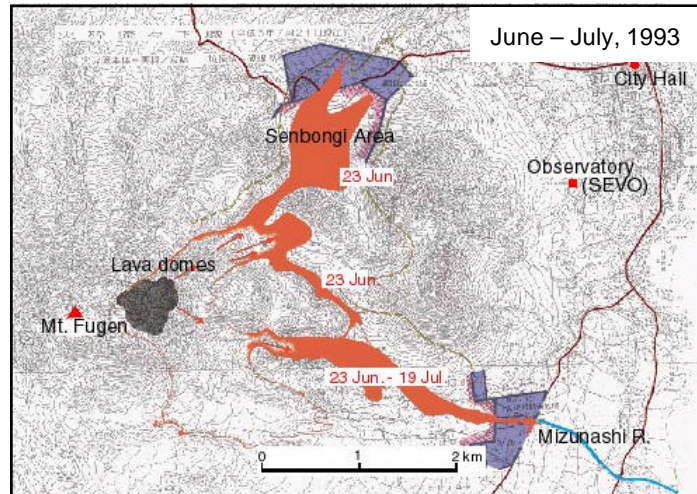 June – July, 1993
City Hall
Senbongi Area
Observatory
(SEVO)
23 Jun.
Lava domes
23 Jun.
Mt. Fugen
23 Jun. - 19 Jul.
Mizunashi R.
0 1 2 km